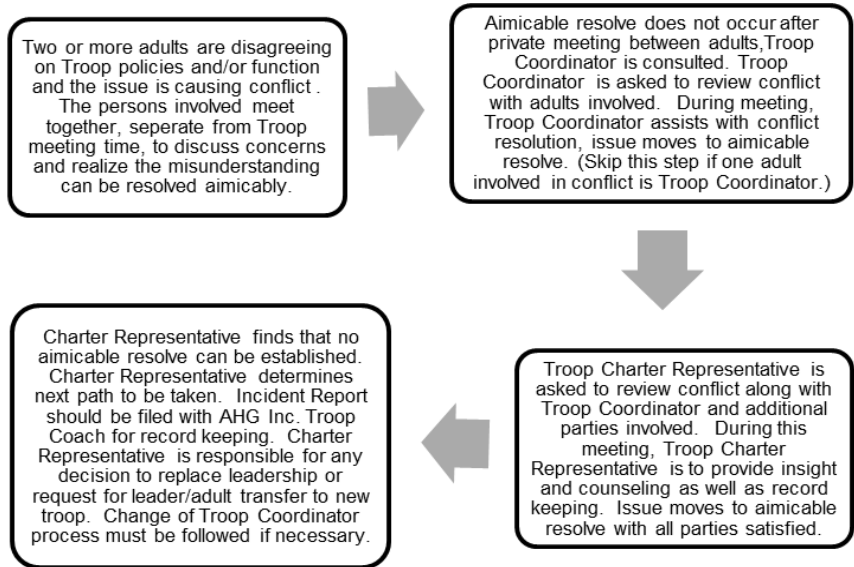 Two or more adults are disagreeing
on Troop policies and/or function
and the issue is causing conflict .
The persons involved meet
together, seperate from Troop
meeting time, to discuss concerns
and realize the misunderstanding
can be resolved aimicably.
Aimicable resolve does not occur after
private meeting between adults,Troop
Coordinator is consulted. Troop
Coordinator is asked to review conflict
with adults involved. During meeting,
Troop Coordinator assists with conflict
resolution, issue moves to aimicable
resolve. (Skip this step if one adult
involved in conflict is Troop Coordinator.)
Troop Charter Representative is
asked to review conflict along with
Troop Coordinator and additional
parties involved. During this
meeting, Troop Charter
Representative is to provide insight
and counseling as well as record
keeping. Issue moves to aimicable
resolve with all parties satisfied.
Charter Representative finds that no
aimicable resolve can be established.
Charter Representative determines
next path to be taken. Incident Report
should be filed with AHG Inc. Troop
Coach for record keeping. Charter
Representative is responsible for any
decision to replace leadership or
request for leader/adult transfer to new
troop. Change of Troop Coordinator
process must be followed if necessary.